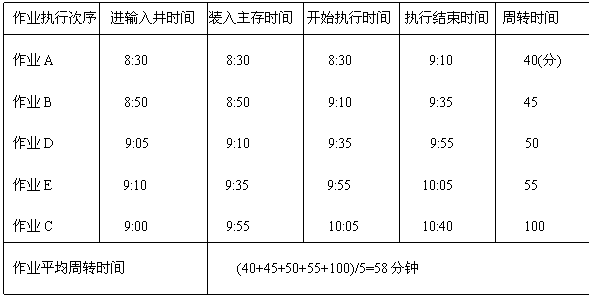 作业执行次序 进输入井时间 装入主存时间 开始执行时间 执行结束时间 周转时间
作业 A 8:30 8:30 8:30 9:10 40(分)
作业 B 8:50 8:50 9:10 9:35 45
作业 D 9:05 9:10 9:35 9:55 50
作业 E 9:10 9:35 9:55 10:05 55
作业 C 9:00 9:55 10:05 10:40 100
作业平均周转时间 (40+45+50+55+100)/5=58 分钟